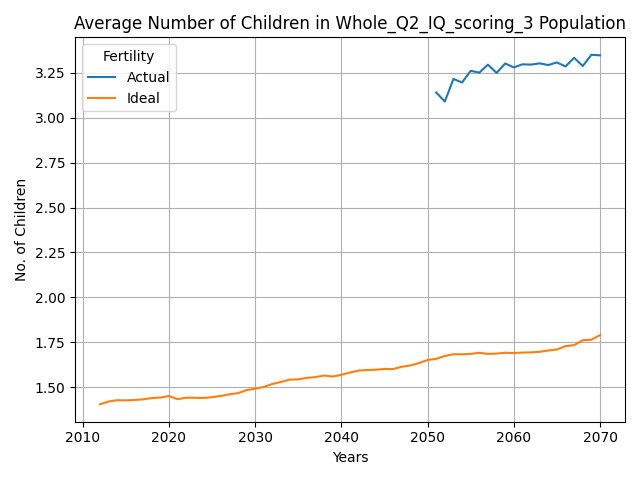 Average Number of Children in Whole_Q2_IQ_scoring_3 Population
Fertility
Actual
Ideal
No. of Children
3.25
3.00
2.75
2.50
2.25
2.00
1.75
1.50
2010 2020 2030 2040 2050 2060 2070
Years